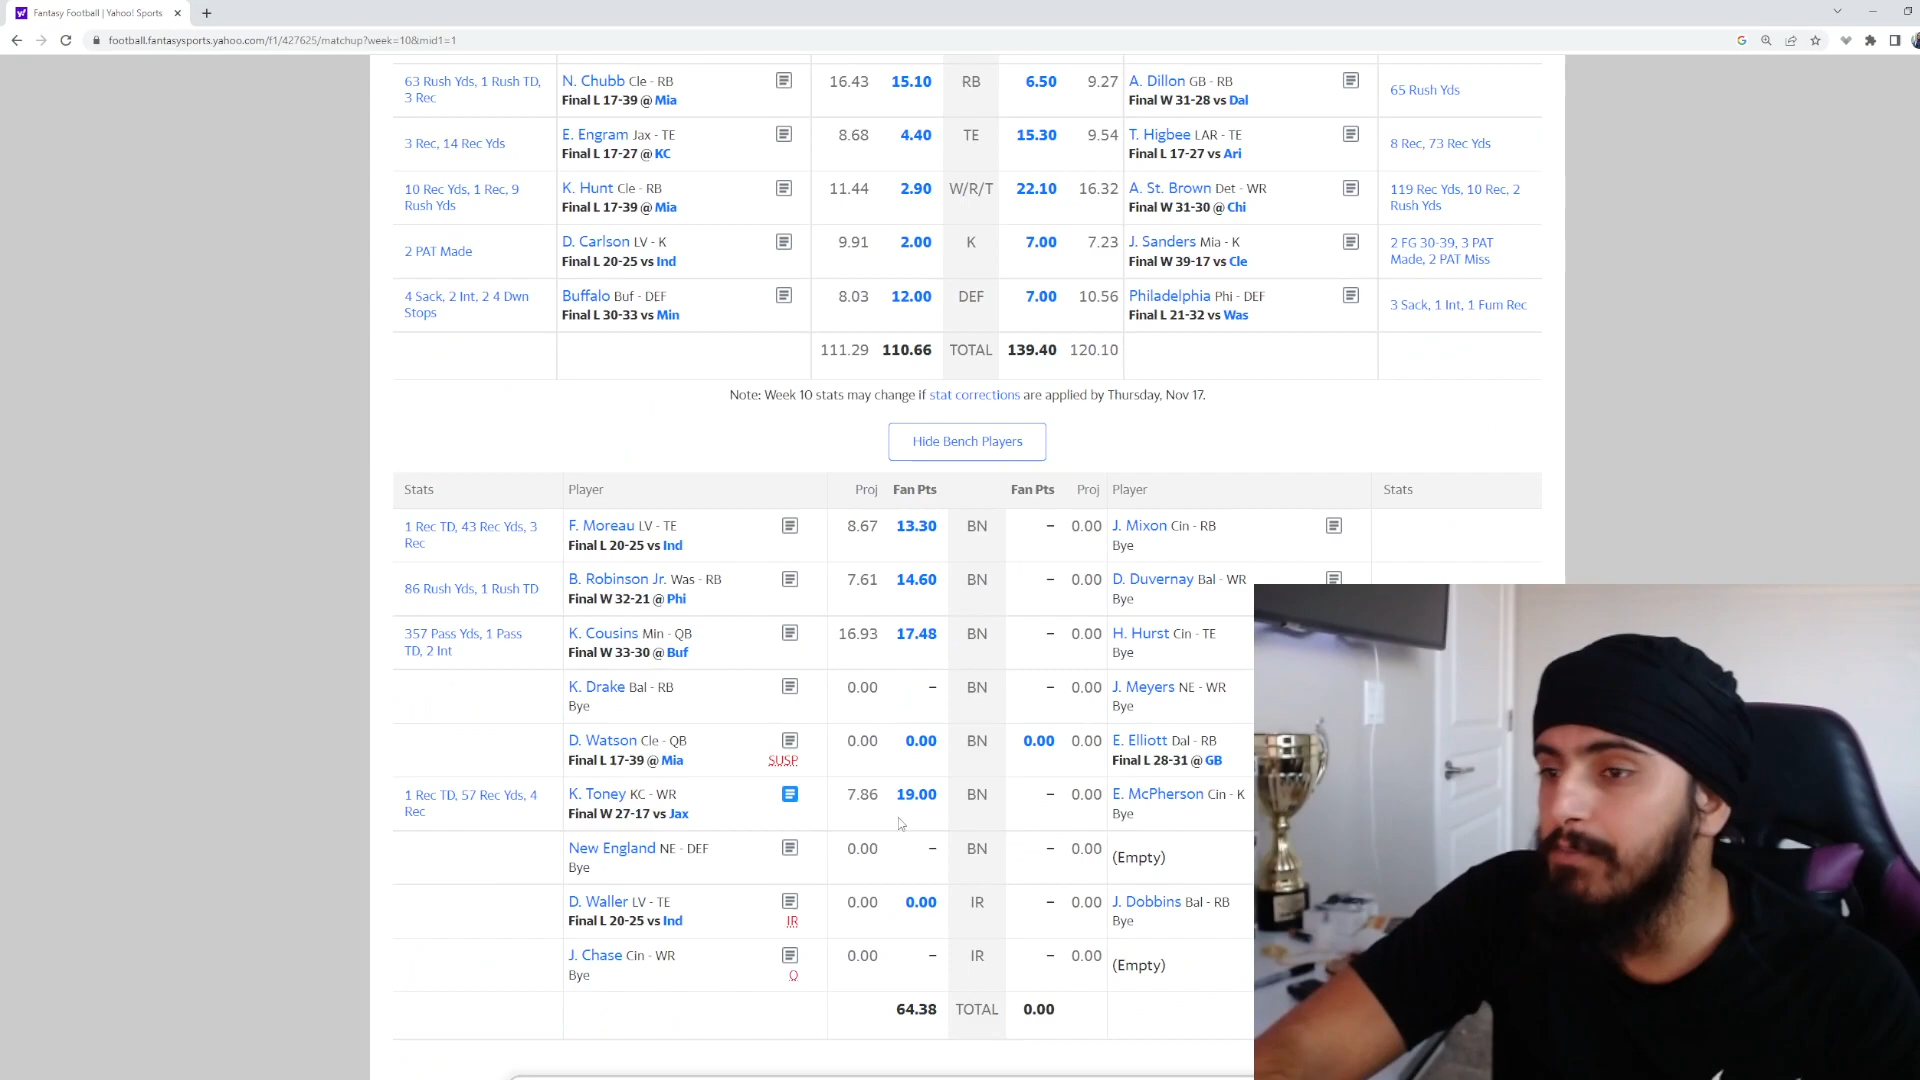 Fantasy Football | Yahoo! Sports
football.fantasysports.yahoo.com/f1/427625/matchup?week=10&mid1=1
63 Rush Yds, 1 Rush TD, 3 Rec N. Chubb Cle - RB Final L 17-39 @ Mia 16.43 15.10 RB 6.50 9.27 A. Dillon GB - RB Final W 31-28 vs Dal 65 Rush Yds
3 Rec, 14 Rec Yds E. Engram Jax - TE Final L 17-27 @ KC 8.68 4.40 TE 15.30 9.54 T. Higbee LAR - TE Final L 17-27 vs Ari 8 Rec, 73 Rec Yds
10 Rec Yds, 1 Rec, 9 Rush Yds K. Hunt Cle - RB Final L 17-39 @ Mia 11.44 2.90 W/R/T 22.10 16.32 A. St. Brown Det - WR Final W 31-30 @ Chi 119 Rec Yds, 10 Rec, 2 Rush Yds
2 PAT Made D. Carlson LV - K Final L 20-25 vs Ind 9.91 2.00 K 7.00 7.23 J. Sanders Mia - K Final W 39-17 vs Cle 2 FG 30-39, 3 PAT Made, 2 PAT Miss
4 Sack, 2 Int, 2 4 Dwn Stops Buffalo Buf - DEF Final L 30-33 vs Min 8.03 12.00 DEF 7.00 10.56 Philadelphia Phi - DEF Final L 21-32 vs Was 3 Sack, 1 Int, 1 Fum Rec
111.29 110.66 TOTAL 139.40 120.10
Note: Week 10 stats may change if stat corrections are applied by Thursday, Nov 17.
Hide Bench Players
Stats Player Proj Fan Pts Fan Pts Proj Player Stats
1 Rec TD, 43 Rec Yds, 3 Rec F. Moreau LV - TE Final L 20-25 vs Ind 8.67 13.30 BN – 0.00 J. Mixon Cin - RB Bye
86 Rush Yds, 1 Rush TD B. Robinson Jr. Was - RB Final W 32-21 @ Phi 7.61 14.60 BN – 0.00 D. Duvernay Bal - WR Bye
357 Pass Yds, 1 Pass TD, 2 Int K. Cousins Min - QB Final W 33-30 @ Buf 16.93 17.48 BN – 0.00 H. Hurst Cin - TE Bye
K. Drake Bal - RB Bye 0.00 – BN – 0.00 J. Meyers NE - WR Bye
D. Watson Cle - QB Final L 17-39 @ Mia SUSP 0.00 0.00 BN 0.00 0.00 E. Elliott Dal - RB Final L 28-31 @ GB
1 Rec TD, 57 Rec Yds, 4 Rec K. Toney KC - WR Final W 27-17 vs Jax 7.86 19.00 BN – 0.00 E. McPherson Cin - K Bye
New England NE - DEF Bye 0.00 – BN – 0.00 (Empty)
D. Waller LV - TE Final L 20-25 vs Ind IR 0.00 0.00 IR – 0.00 J. Dobbins Bal - RB Bye
J. Chase Cin - WR Bye Q 0.00 – IR – 0.00 (Empty)
64.38 TOTAL 0.00